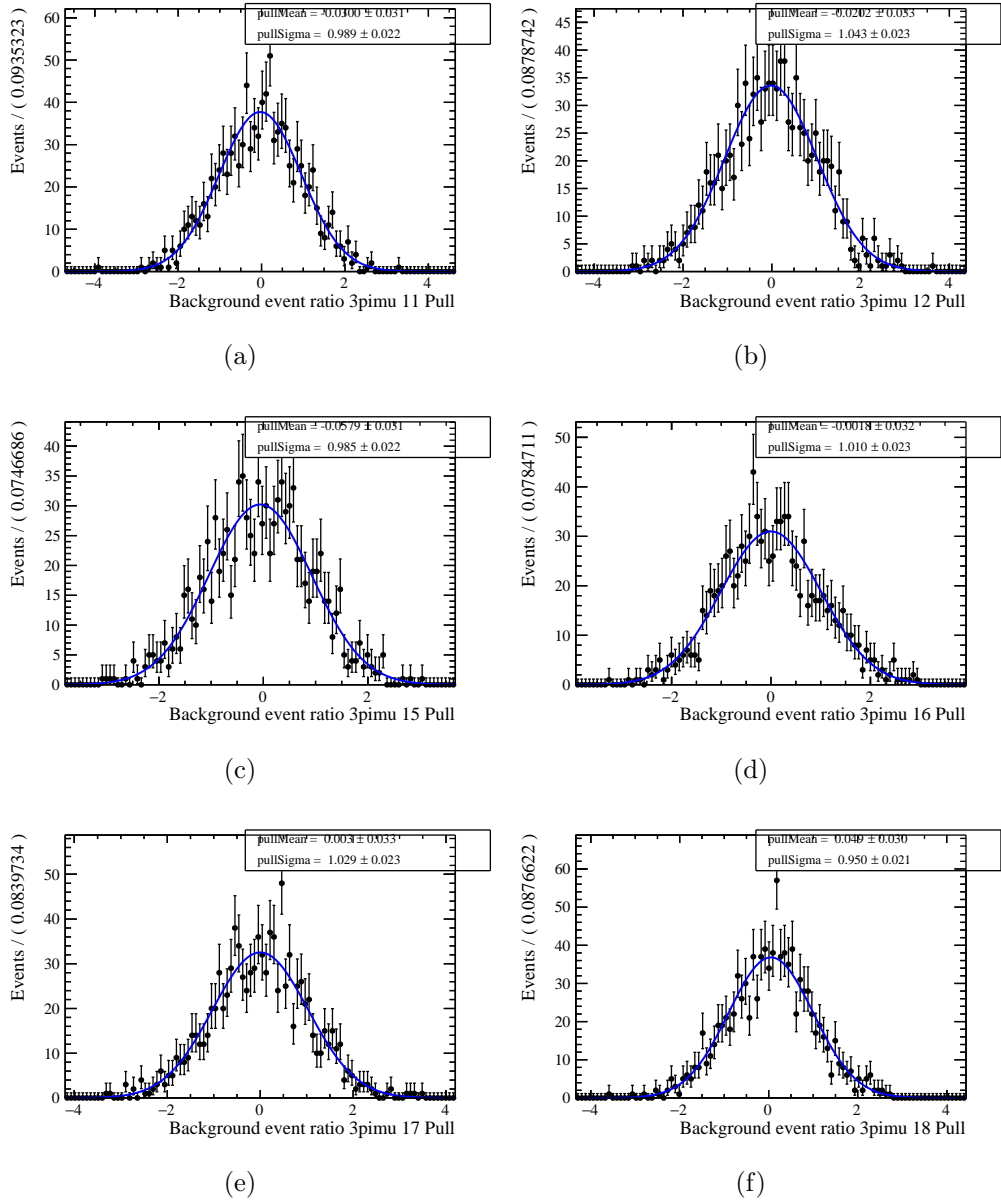 pullMean = -0.0300 ± 0.031
pullSigma = 0.989 ± 0.022
Events / ( 0.0935323 )
60
50
40
30
20
10
0
−4 −2 0 2 4
Background event ratio 3pimu 11 Pull
(a)
pullMean = -0.0202 ± 0.033
pullSigma = 1.043 ± 0.023
Events / ( 0.0878742 )
45
40
35
30
25
20
15
10
5
0
−4 −2 0 2 4
Background event ratio 3pimu 12 Pull
(b)
pullMean = -0.0579 ± 0.031
pullSigma = 0.985 ± 0.022
Events / ( 0.0746686 )
40
35
30
25
20
15
10
5
0
−2 0 2
Background event ratio 3pimu 15 Pull
(c)
pullMean = -0.0018 ± 0.032
pullSigma = 1.010 ± 0.023
Events / ( 0.0784711 )
50
40
30
20
10
0
−2 0 2
Background event ratio 3pimu 16 Pull
(d)
pullMean = 0.003 ± 0.033
pullSigma = 1.029 ± 0.023
Events / ( 0.0839734 )
50
40
30
20
10
0
−4 −2 0 2 4
Background event ratio 3pimu 17 Pull
(e)
pullMean = 0.049 ± 0.030
pullSigma = 0.950 ± 0.021
Events / ( 0.0876622 )
60
50
40
30
20
10
0
−4 −2 0 2 4
Background event ratio 3pimu 18 Pull
(f)